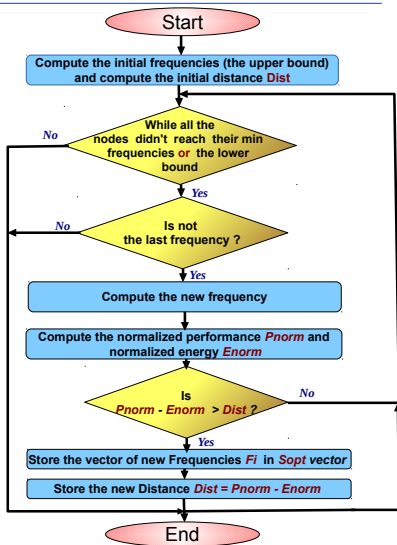 Start
Compute the initial frequencies (the upper bound)
and compute the initial distance Dist
While all the
nodes didn't reach their min
frequencies or the lower
bound
No
Yes
Is not
the last frequency ?
No
Yes
Compute the new frequency
Compute the normalized performance Pnorm and
normalized energy Enorm
Is
Pnorm - Enorm > Dist ?
No
Yes
Store the vector of new Frequencies Fi in Sopt vector
Store the new Distance Dist = Pnorm - Enorm
End